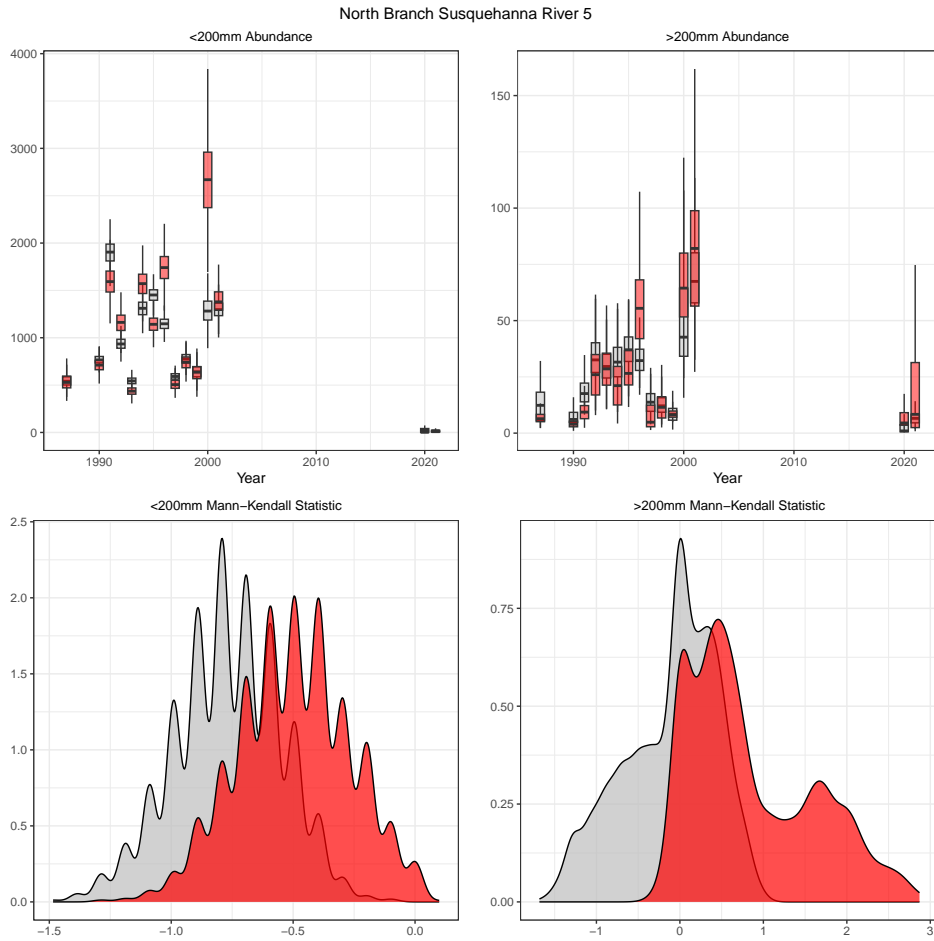 North Branch Susquehanna River 5
<200mm Abundance
4000
3000
2000
1000
0
1990 2000 2010 2020
Year
>200mm Abundance
150
100
50
0
1990 2000 2010 2020
Year
<200mm Mann−Kendall Statistic
2.5
2.0
1.5
1.0
0.5
0.0
−1.5 −1.0 −0.5 0.0
>200mm Mann−Kendall Statistic
0.75
0.50
0.25
0.00
−1 0 1 2 3